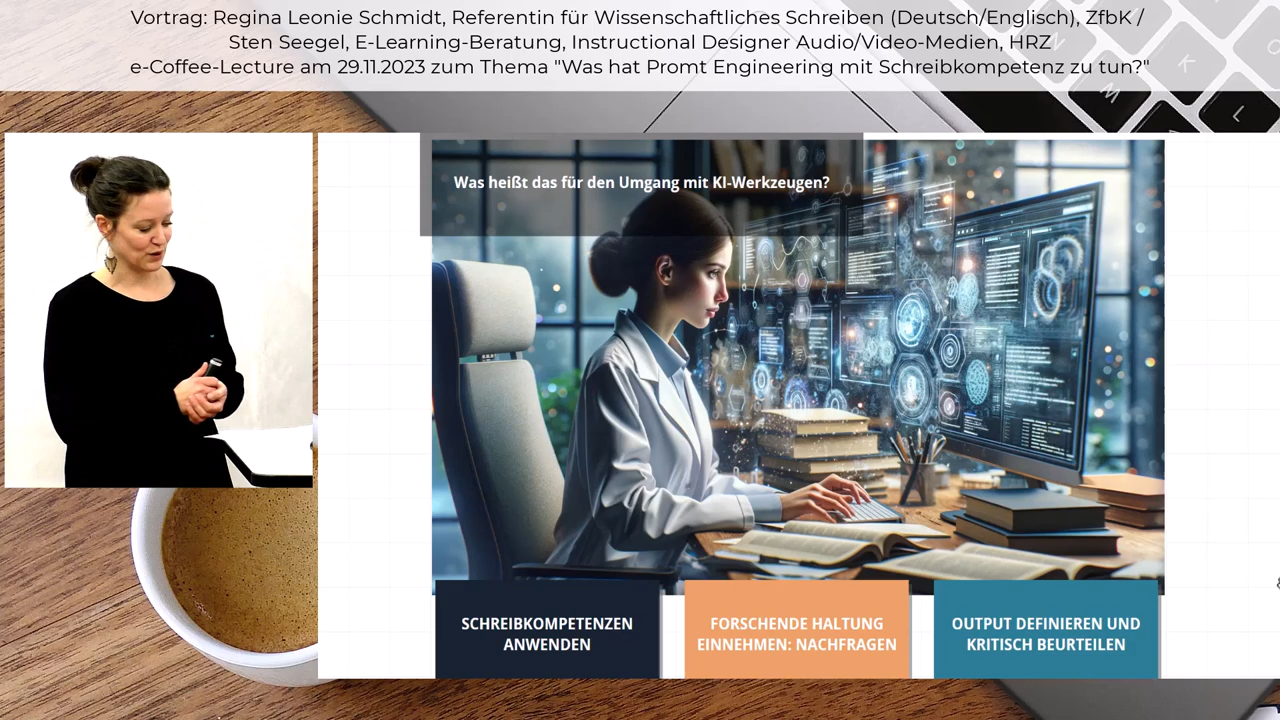 Vortrag: Regina Leonie Schmidt, Referentin für Wissenschaftliches Schreiben (Deutsch/Englisch), ZfbK /
Sten Seegel, E-Learning-Beratung, Instructional Designer Audio/Video-Medien, HRZ
e-Coffee-Lecture am 29.11.2023 zum Thema "Was hat Promt Engineering mit Schreibkompetenz zu tun?"
N
K
O
M
L
Was heißt das für den Umgang mit KI-Werkzeugen?
SCHREIBKOMPETENZEN
ANWENDEN
FORSCHENDE HALTUNG
EINNEHMEN: NACHFRAGEN
OUTPUT DEFINIEREN UND
KRITISCH BEURTEILEN